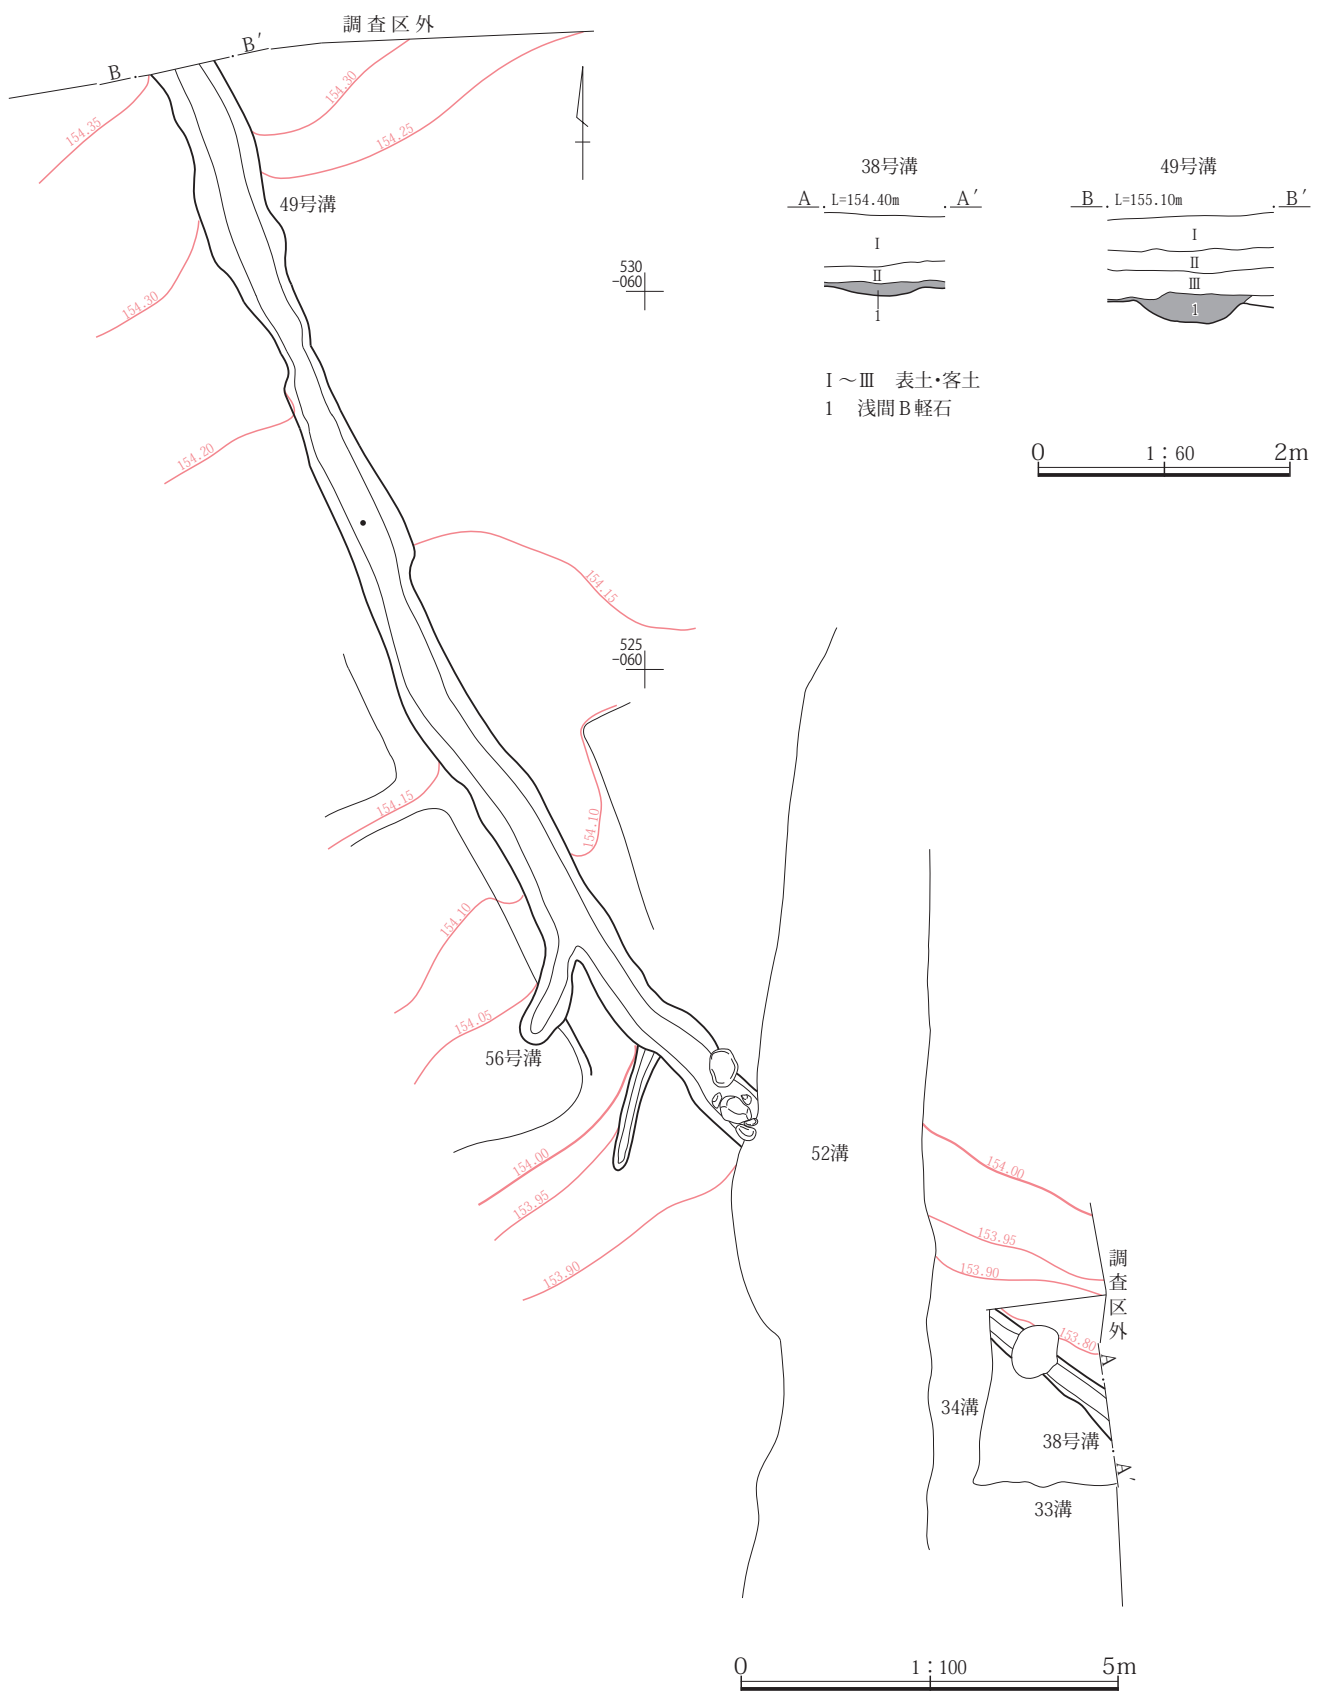 調査区外
B
B′
154.35
154.30
154.25
49号溝
154.30
154.20
530
-060
38号溝
A
L=154.40m
A′
Ⅰ
Ⅱ
1
49号溝
B
L=155.10m
B′
Ⅰ
Ⅱ
Ⅲ
1
Ⅰ～Ⅲ　表土・客土
1　浅間B軽石
0
1：60
2m
154.15
525
-060
154.15
154.10
154.10
154.05
56号溝
154.00
153.95
153.90
52溝
154.00
153.95
153.90
調査区外
153.80
A
34溝
38号溝
A′
33溝
0
1：100
5m